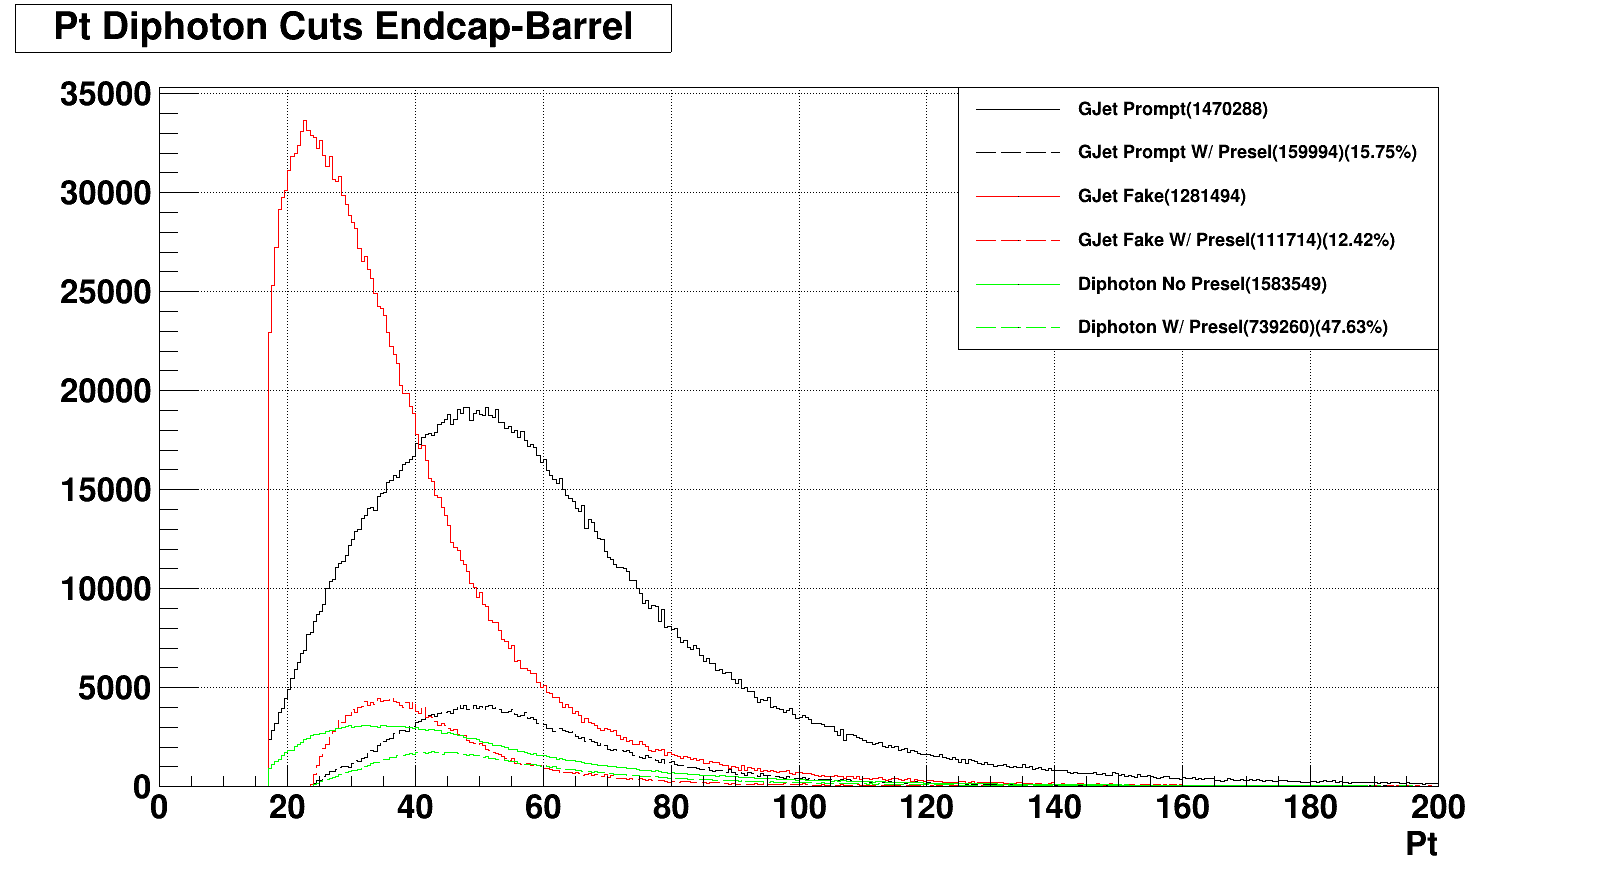 Pt Diphoton Cuts Endcap-Barrel
35000
30000
25000
20000
15000
10000
5000
0
GJet Prompt(1470288)
GJet Prompt W/ Presel(159994)(15.75%)
GJet Fake(1281494)
GJet Fake W/ Presel(111714)(12.42%)
Diphoton No Presel(1583549)
Diphoton W/ Presel(739260)(47.63%)
0 20 40 60 80 100 120 140 160 180 200
Pt